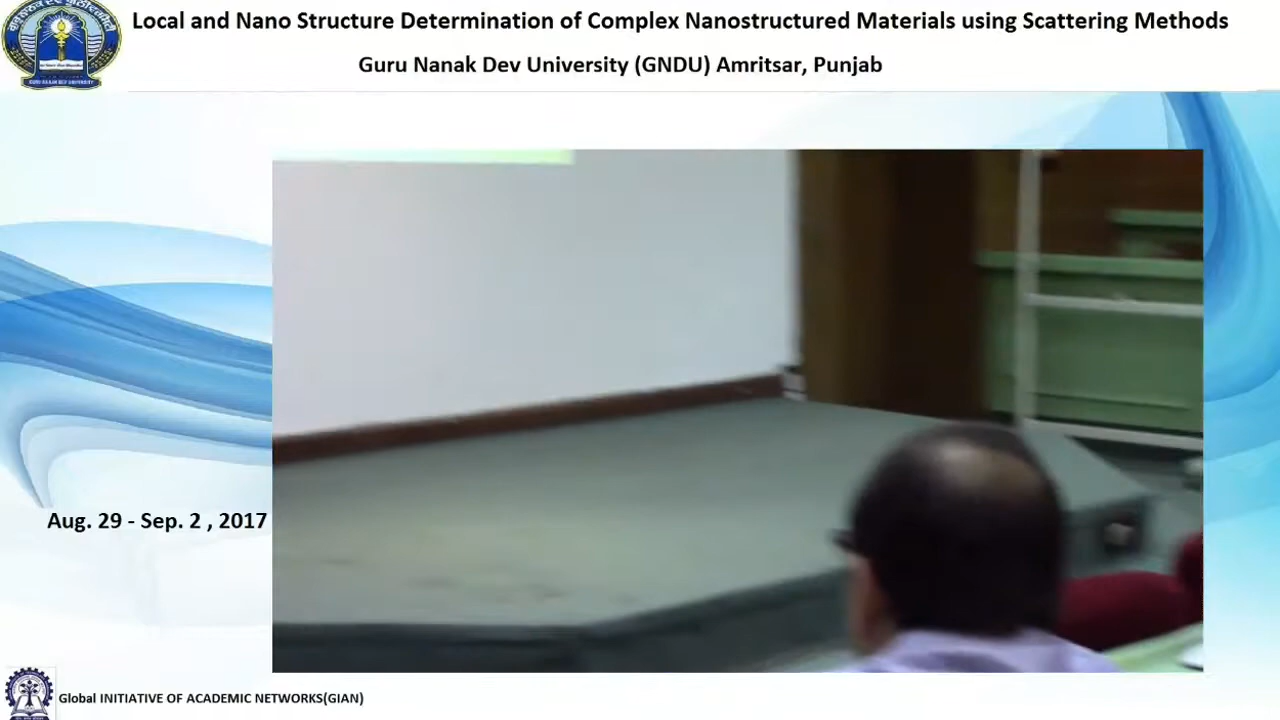 Local and Nano Structure Determination of Complex Nanostructured Materials using Scattering Methods
Guru Nanak Dev University (GNDU) Amritsar, Punjab
Aug. 29 - Sep. 2 , 2017
Global INITIATIVE OF ACADEMIC NETWORKS(GIAN)